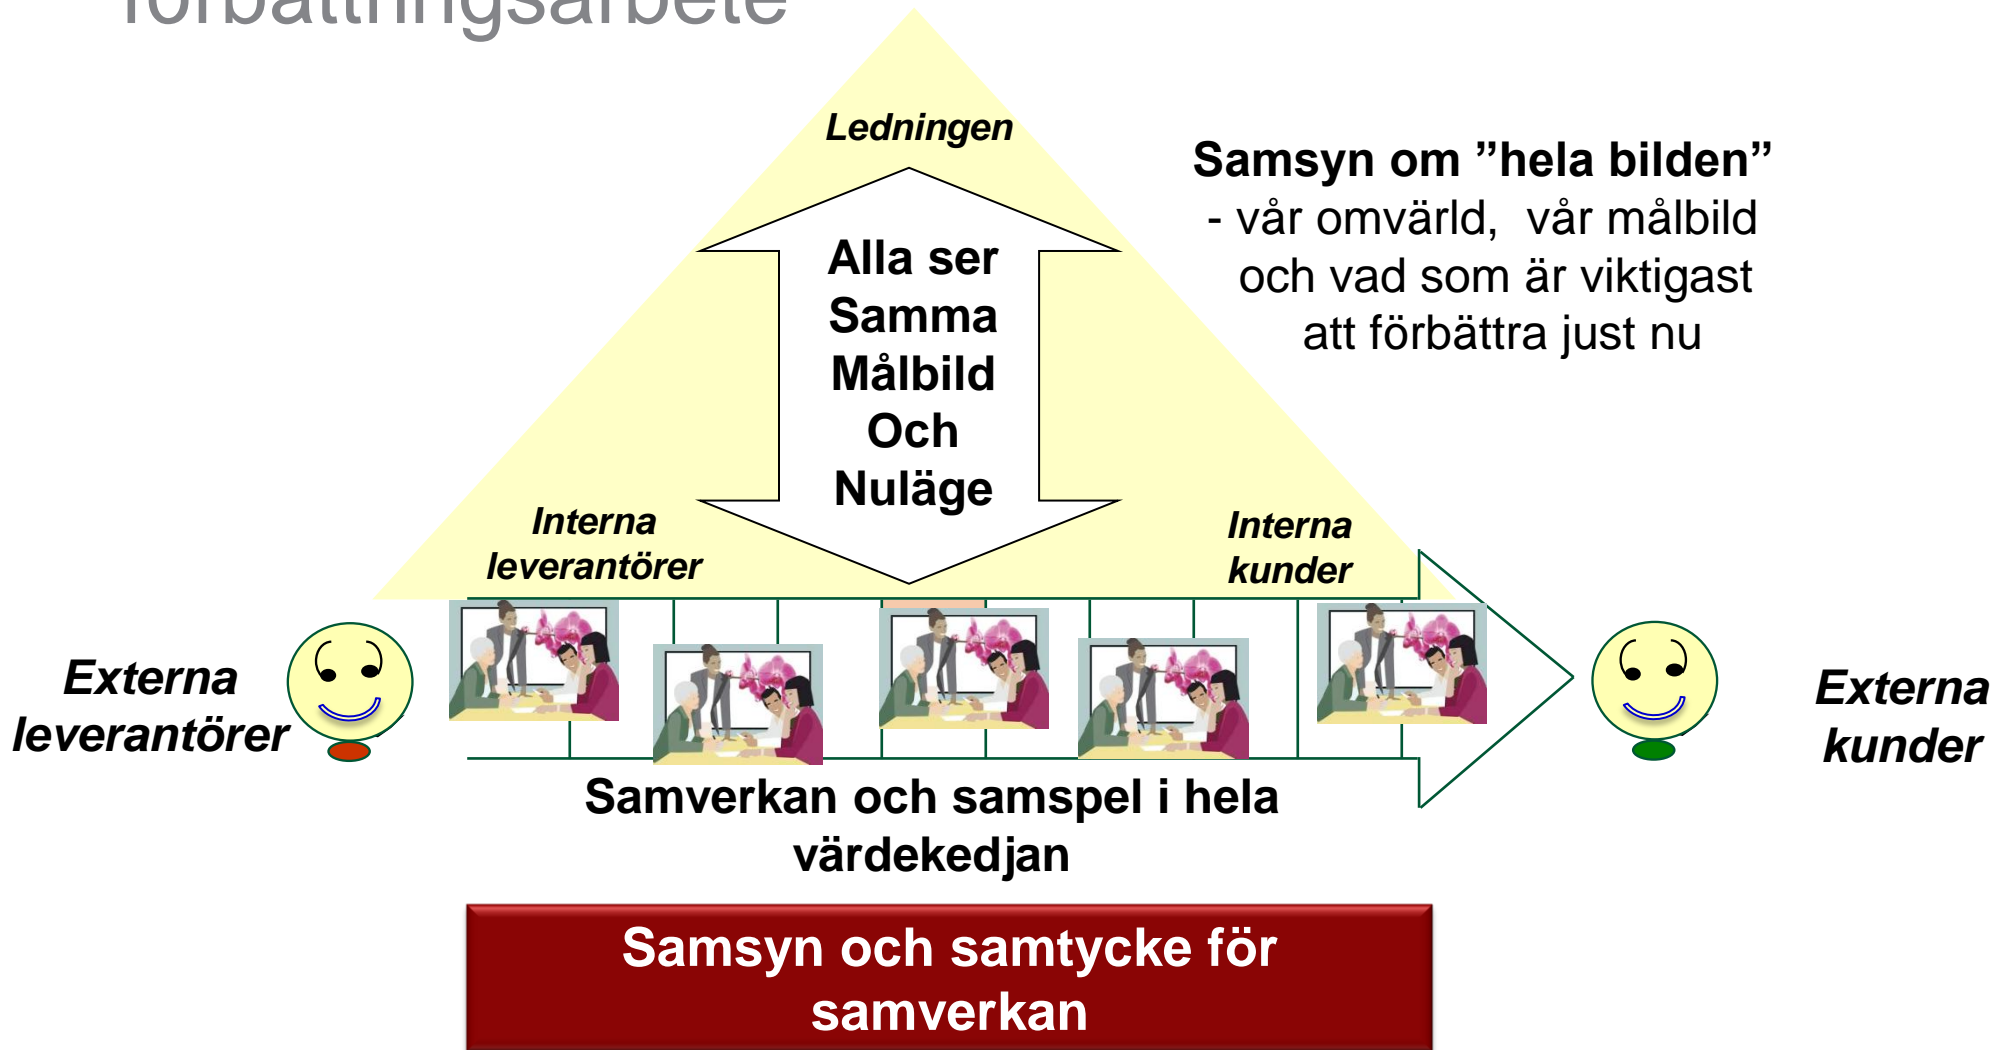 förbättringsarbete
Ledningen
Samsyn om ”hela bilden”
- vår omvärld, vår målbild
och vad som är viktigast
att förbättra just nu
Alla ser
Samma
Målbild
Och
Nuläge
Interna
leverantörer
Interna
kunder
Externa
leverantörer
Externa
kunder
Samverkan och samspel i hela
värdekedjan
Samsyn och samtycke för
samverkan